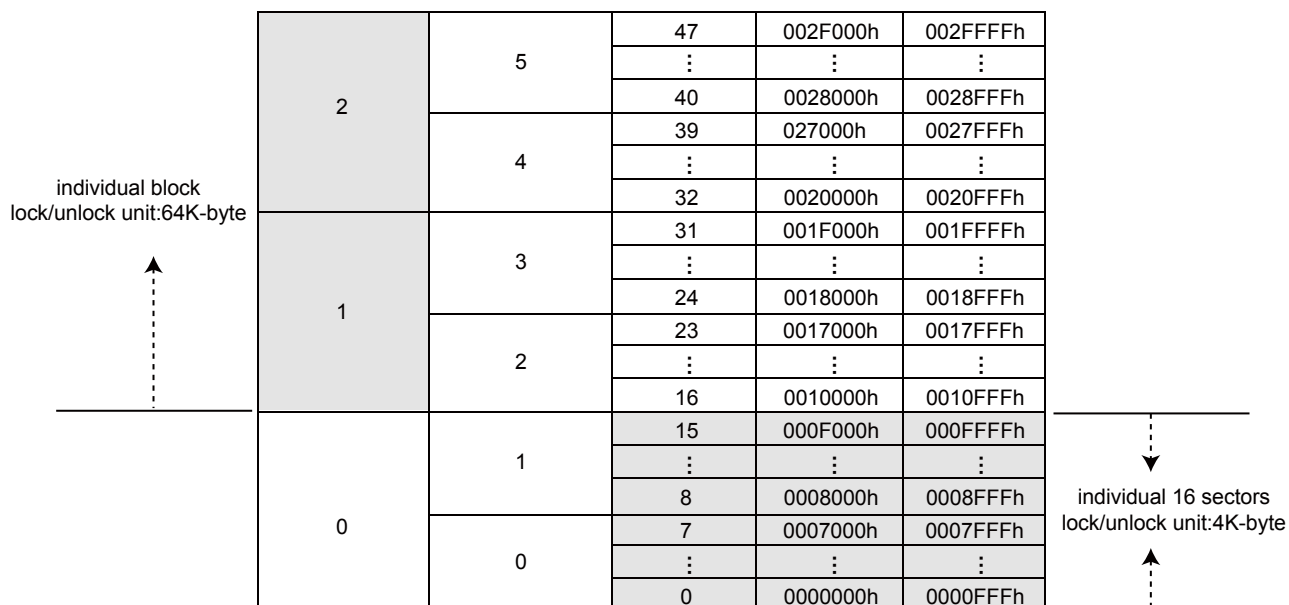 47 002F000h 002FFFFh
5
⋮ ⋮ ⋮
40 0028000h 0028FFFh
2
39 027000h 0027FFFh
4
⋮ ⋮ ⋮
32 0020000h 0020FFFh
individual block
lock/unlock unit:64K-byte
31 001F000h 001FFFFh
3
⋮ ⋮ ⋮
24 0018000h 0018FFFh
1
23 0017000h 0017FFFh
2
⋮ ⋮ ⋮
16 0010000h 0010FFFh
15 000F000h 000FFFFh
1
⋮ ⋮ ⋮
8 0008000h 0008FFFh
0
7 0007000h 0007FFFh
0
⋮ ⋮ ⋮
0 0000000h 0000FFFh
individual 16 sectors
lock/unlock unit:4K-byte